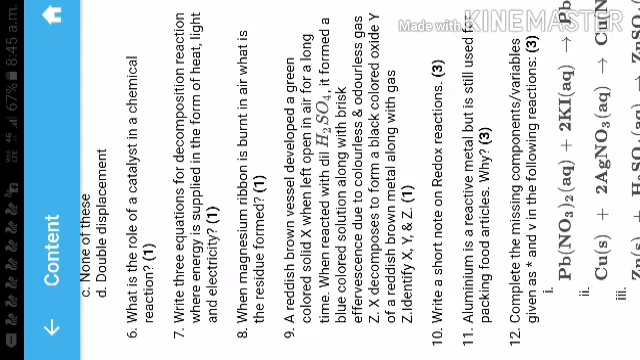 4G 67% 8:45 a.m.
Content
c. None of these
d. Double displacement
6. What is the role of a catalyst in a chemical
reaction? (1)
7. Write three equations for decomposition reaction
where energy is supplied in the form of heat, light
and electricity? (1)
8. When magnesium ribbon is burnt in air what is
the residue formed? (1)
9. A reddish brown vessel developed a green
colored solid X when left open in air for a long
time. When reacted with dil H₂SO₄, it formed a
blue colored solution along with brisk
effervescence due to colourless & odourless gas
Z. X decomposes to form a black colored oxide Y
of a reddish brown metal along with gas
Z.Identify X, Y, & Z. (1)
10. Write a short note on Redox reactions. (3)
11. Aluminium is a reactive metal but is still used for
packing food articles. Why? (3)
12. Complete the missing components/variables
given as * and v in the following reactions: (3)
i. Pb(NO₃)₂(aq) + 2KI(aq) → Pb
ii. Cu(s) + 2AgNO₃(aq) → Cu(N
iii.
Made with KINEMASTER